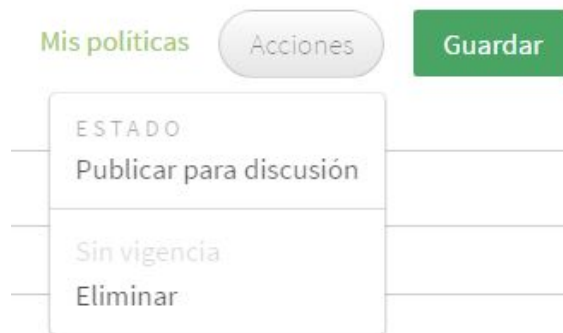 Mis políticas Acciones Guardar
ESTADO
Publicar para discusión
Sin vigencia
Eliminar